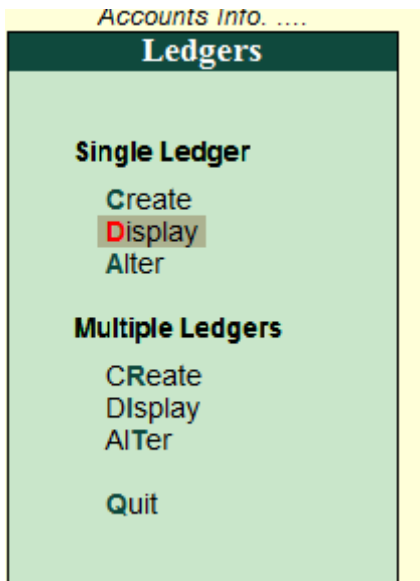 Accounts Info. ....
Ledgers
Single Ledger
Create
Display
Alter
Multiple Ledgers
CReate
DIsplay
AlTer
Quit